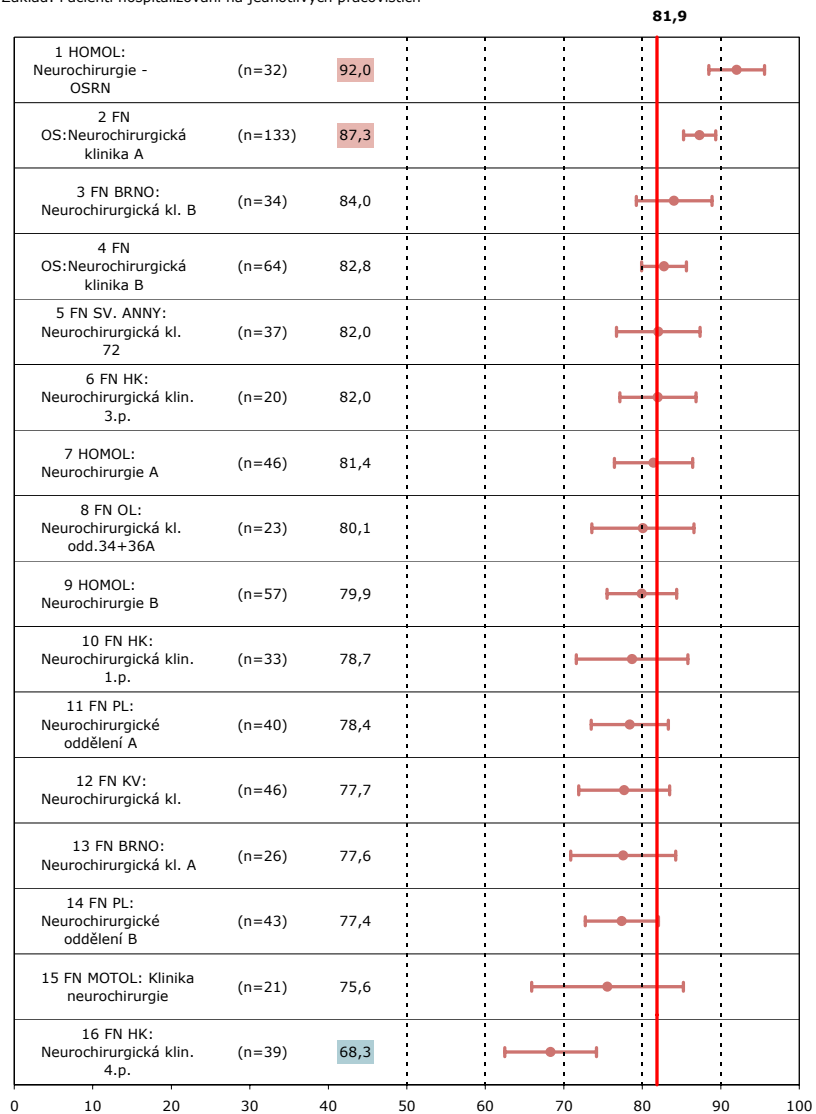 Základ: Pacienti hospitalizovaní na jednotlivých pracovištích
81,9
1 HOMOL:
Neurochirurgie -
OSRN
(n=32)
92,0
2 FN
OS:Neurochirurgická
klinika A
(n=133)
87,3
3 FN BRNO:
Neurochirurgická kl. B
(n=34)
84,0
4 FN
OS:Neurochirurgická
klinika B
(n=64)
82,8
5 FN SV. ANNY:
Neurochirurgická kl.
72
(n=37)
82,0
6 FN HK:
Neurochirurgická klin.
3.p.
(n=20)
82,0
7 HOMOL:
Neurochirurgie A
(n=46)
81,4
8 FN OL:
Neurochirurgická kl.
odd.34+36A
(n=23)
80,1
9 HOMOL:
Neurochirurgie B
(n=57)
79,9
10 FN HK:
Neurochirurgická klin.
1.p.
(n=33)
78,7
11 FN PL:
Neurochirurgické
oddělení A
(n=40)
78,4
12 FN KV:
Neurochirurgická kl.
(n=46)
77,7
13 FN BRNO:
Neurochirurgická kl. A
(n=26)
77,6
14 FN PL:
Neurochirurgické
oddělení B
(n=43)
77,4
15 FN MOTOL: Klinika
neurochirurgie
(n=21)
75,6
16 FN HK:
Neurochirurgická klin.
4.p.
(n=39)
68,3
0 10 20 30 40 50 60 70 80 90 100